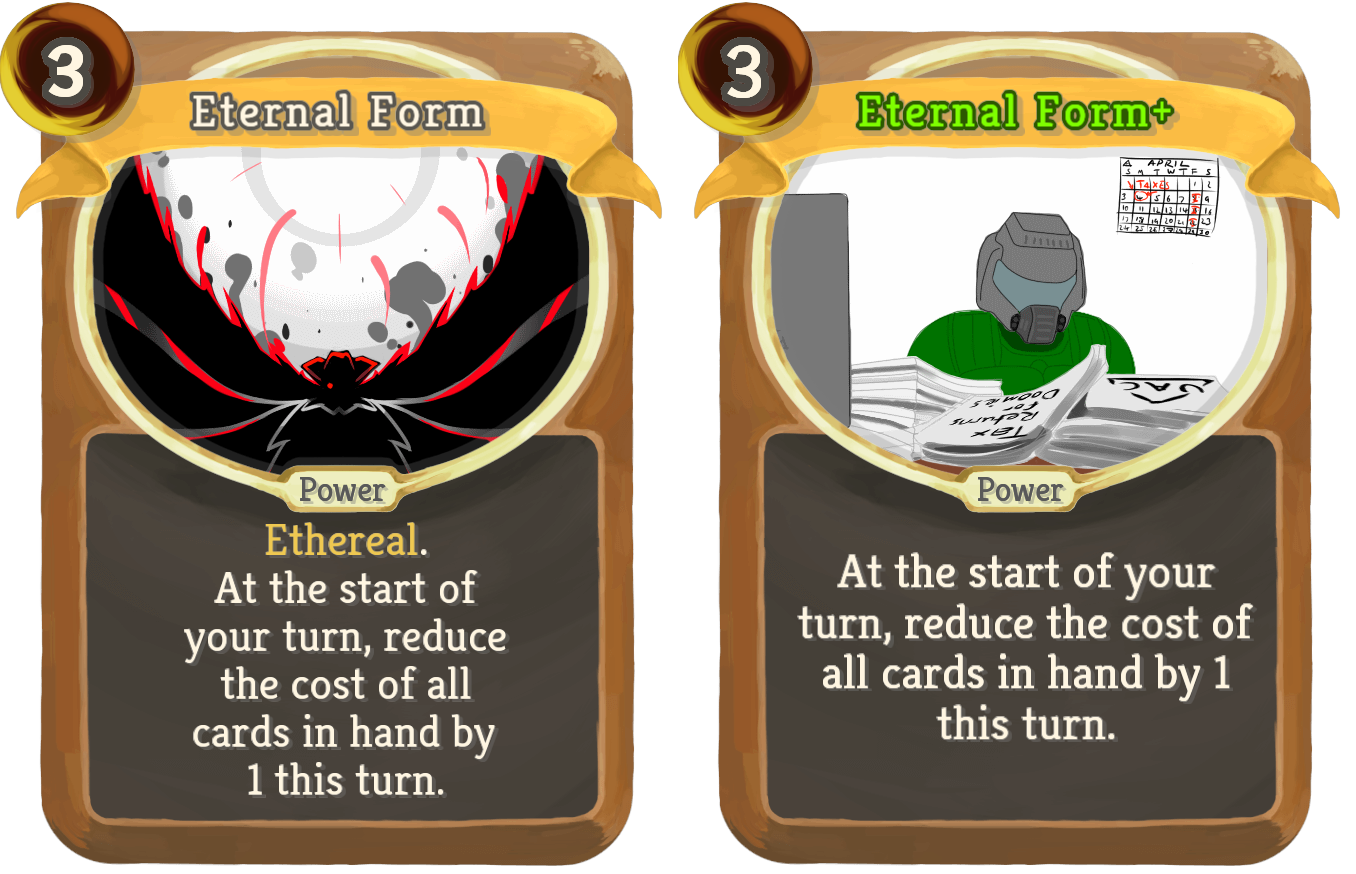 3
Eternal Form
Power
Ethereal.
At the start of
your turn, reduce
the cost of all
cards in hand by
1 this turn.
3
Eternal Form+
APRIL
S M T W T F S
TAXES
Tax
Returns
For
Power
At the start of your
turn, reduce the cost of
all cards in hand by 1
this turn.